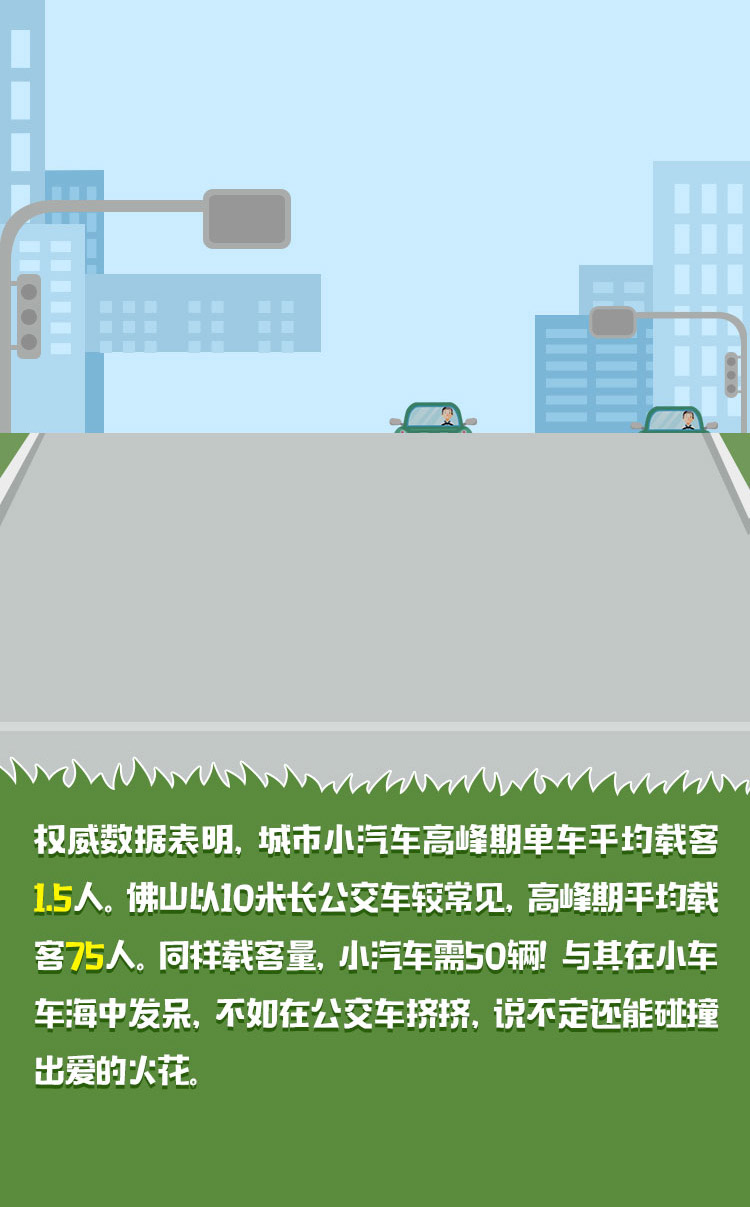 权威数据表明，城市小汽车高峰期单车平均载客
1.5人。佛山以10米长公交车较常见，高峰期平均载
客75人。同样载客量，小汽车需50辆！与其在小车
车海中发呆，不如在公交车挤挤，说不定还能碰撞
出爱的火花。